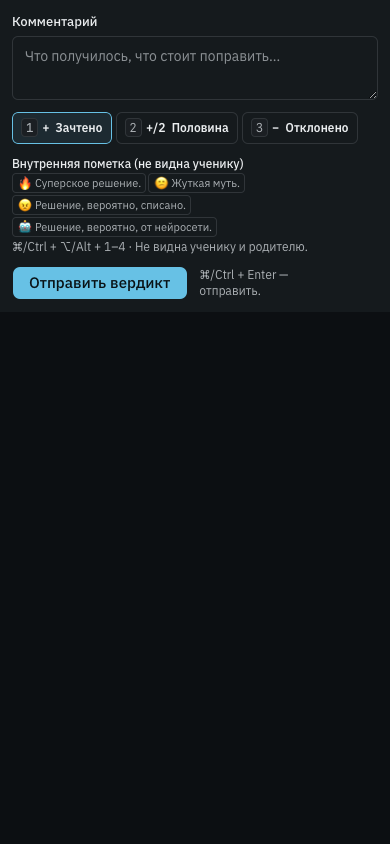 Комментарий
Что получилось, что стоит поправить…
1 + Зачтено 2 +/2 Половина 3 − Отклонено
Внутренняя пометка (не видна ученику)
🔥 Суперское решение. 😑 Жуткая муть.
😠 Решение, вероятно, списано.
🤖 Решение, вероятно, от нейросети.
⌘/Ctrl + ⌥/Alt + 1–4 · Не видна ученику и родителю.
Отправить вердикт
⌘/Ctrl + Enter —
отправить.